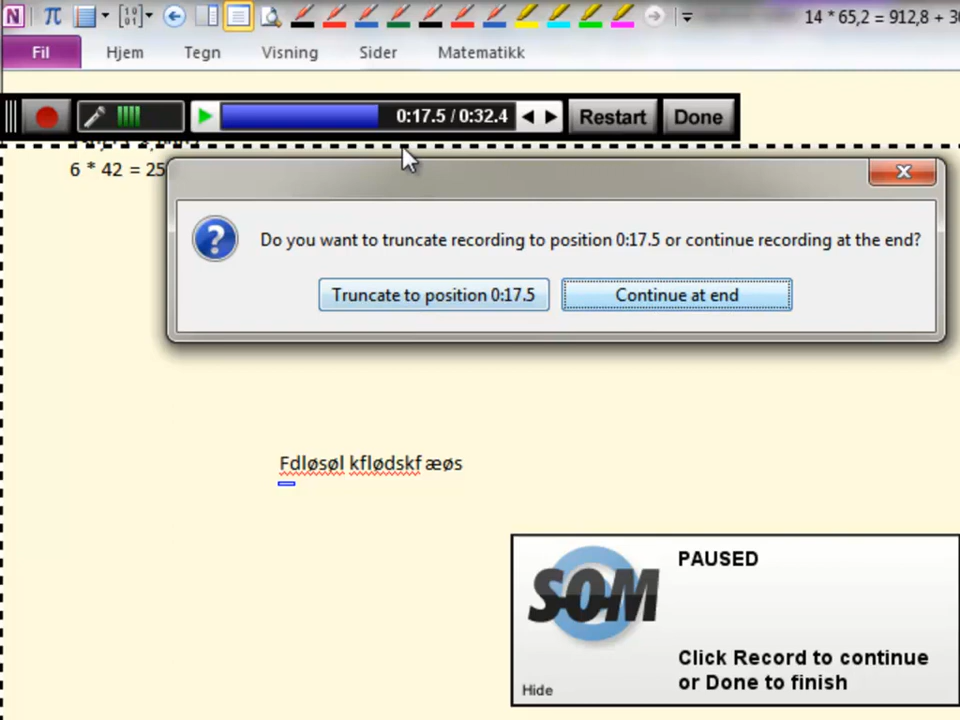 14 * 65,2 = 912,8 + 3
Fil Hjem Tegn Visning Sider Matematikk
0:17.5 / 0:32.4 Restart Done
6 * 42 = 25
Do you want to truncate recording to position 0:17.5 or continue recording at the end?
Truncate to position 0:17.5 Continue at end
Fdløsøl kflødskf æøs
SOM
PAUSED
Click Record to continue
or Done to finish
Hide